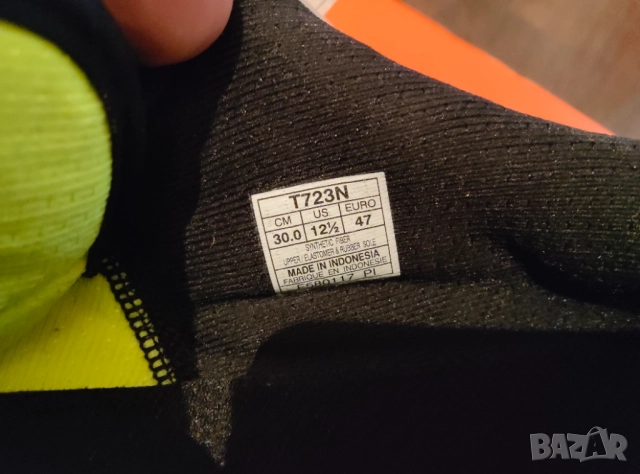 T723N
CM US EURO
30.0 12½ 47
SYNTHETIC FIBER
UPPER / ELASTOMER & RUBBER SOLE
MADE IN INDONESIA
FABRIQUE EN INDONESIE
PI
BAZAR